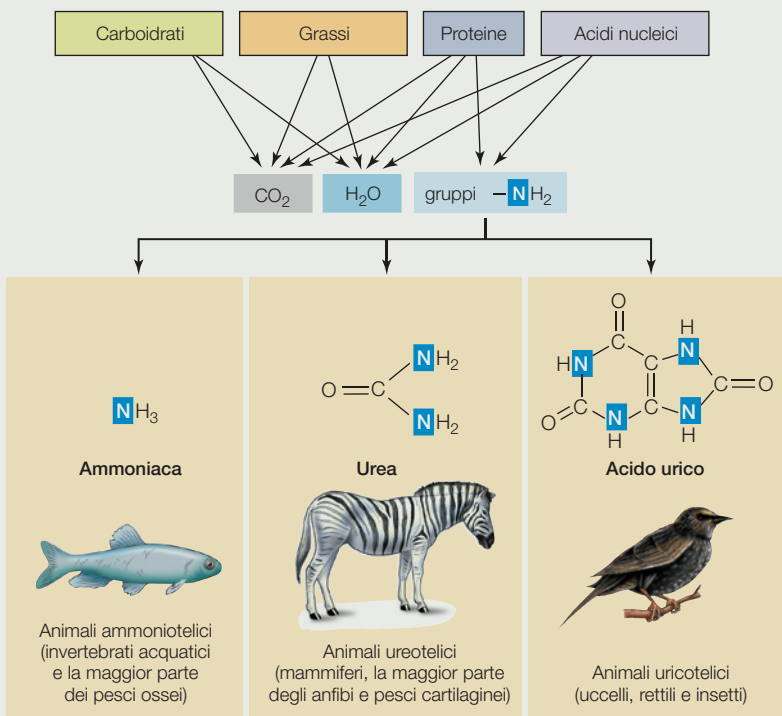 Carboidrati
Grassi
Proteine
Acidi nucleici
CO₂
H₂O
gruppi –NH₂
NH₃
Ammoniaca
O
C
NH₂
NH₂
Urea
O
C
HN
C
H
N
C
O
O
C
N
H
C
N
H
Acido urico
Animali ammoniotelici
(invertebrati acquatici
e la maggior parte
dei pesci ossei)
Animali ureotelici
(mammiferi, la maggior parte
degli anfibi e pesci cartilaginei)
Animali uricotelici
(uccelli, rettili e insetti)